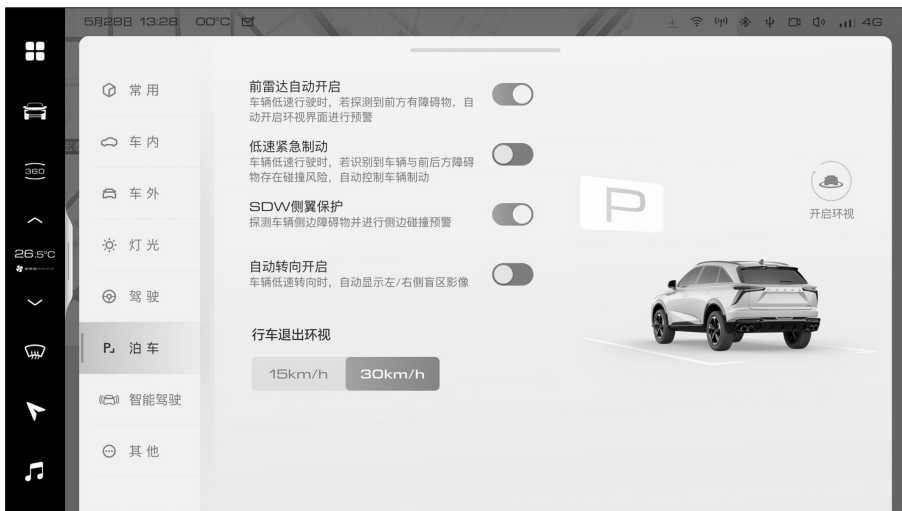 5月28日 13:28 00°C
4G
360
26.5°C
常用
车内
车外
灯光
驾驶
泊车
智能驾驶
其他
前雷达自动开启
车辆低速行驶时，若探测到前方有障碍物，自
动开启环视界面进行预警
低速紧急制动
车辆低速行驶时，若识别到车辆与前后方障碍
物存在碰撞风险，自动控制车辆制动
SDW侧翼保护
探测车辆侧边障碍物并进行侧边碰撞预警
自动转向开启
车辆低速转向时，自动显示左/右侧盲区影像
行车退出环视
15km/h 30km/h
P
开启环视